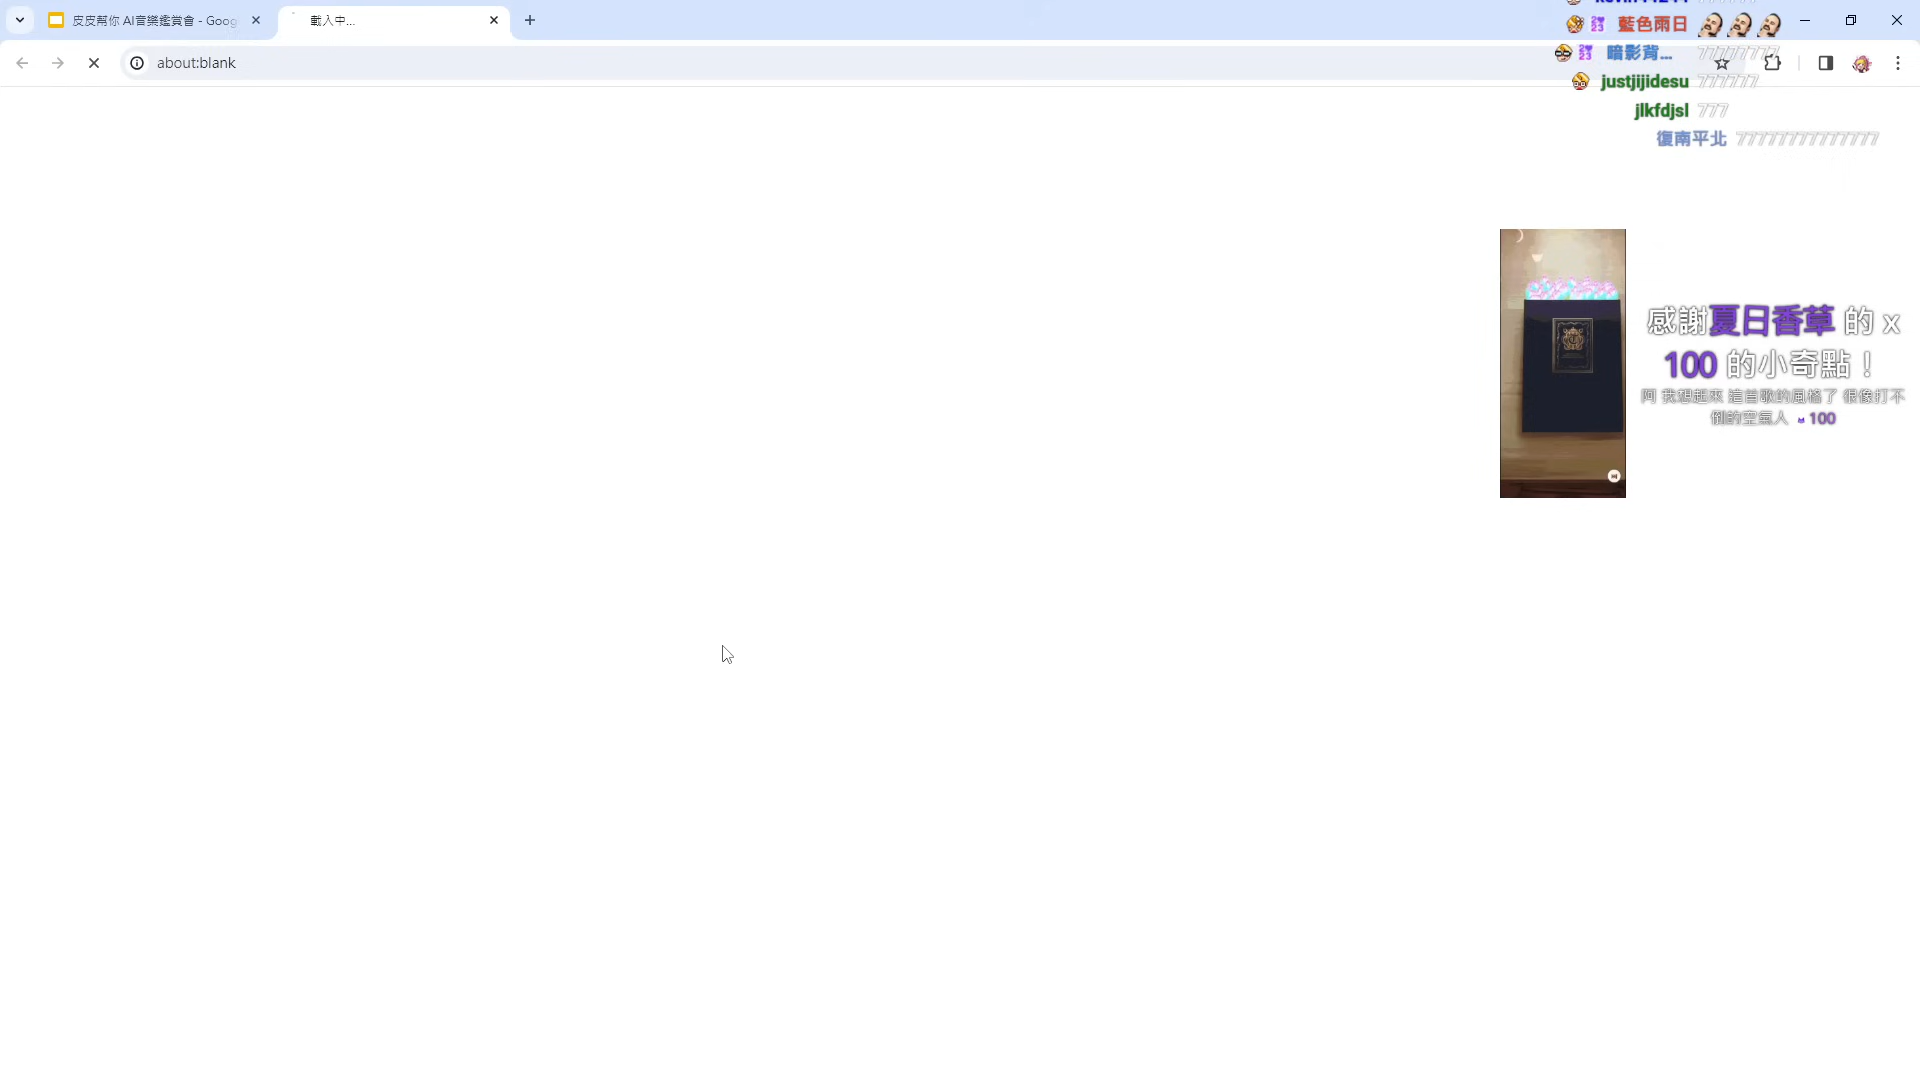 皮皮幫你 AI音樂鑑賞會 - Goog
載入中...
about:blank
藍色雨日
暗影背... 77777777
justjijidesu 777777
jlkfdjsl 777
復南平北 77777777777777
感謝夏日香草 的 x
100 的小奇點！
阿 我想起來 這首歌的風格了 很像打不
倒的空氣人 100